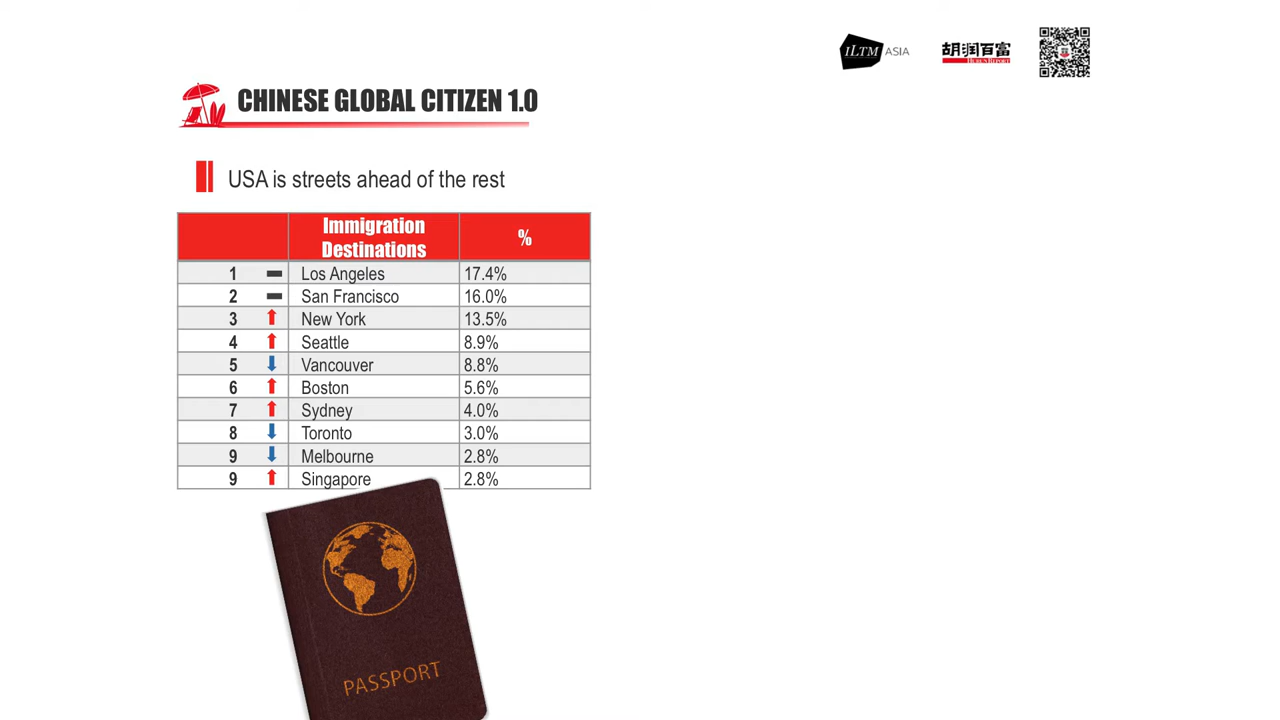 iLTM ASIA
胡润百富
HURUN REPORT
CHINESE GLOBAL CITIZEN 1.0
USA is streets ahead of the rest
Immigration
Destinations
%
1 Los Angeles 17.4%
2 San Francisco 16.0%
3 New York 13.5%
4 Seattle 8.9%
5 Vancouver 8.8%
6 Boston 5.6%
7 Sydney 4.0%
8 Toronto 3.0%
9 Melbourne 2.8%
9 Singapore 2.8%
PASSPORT